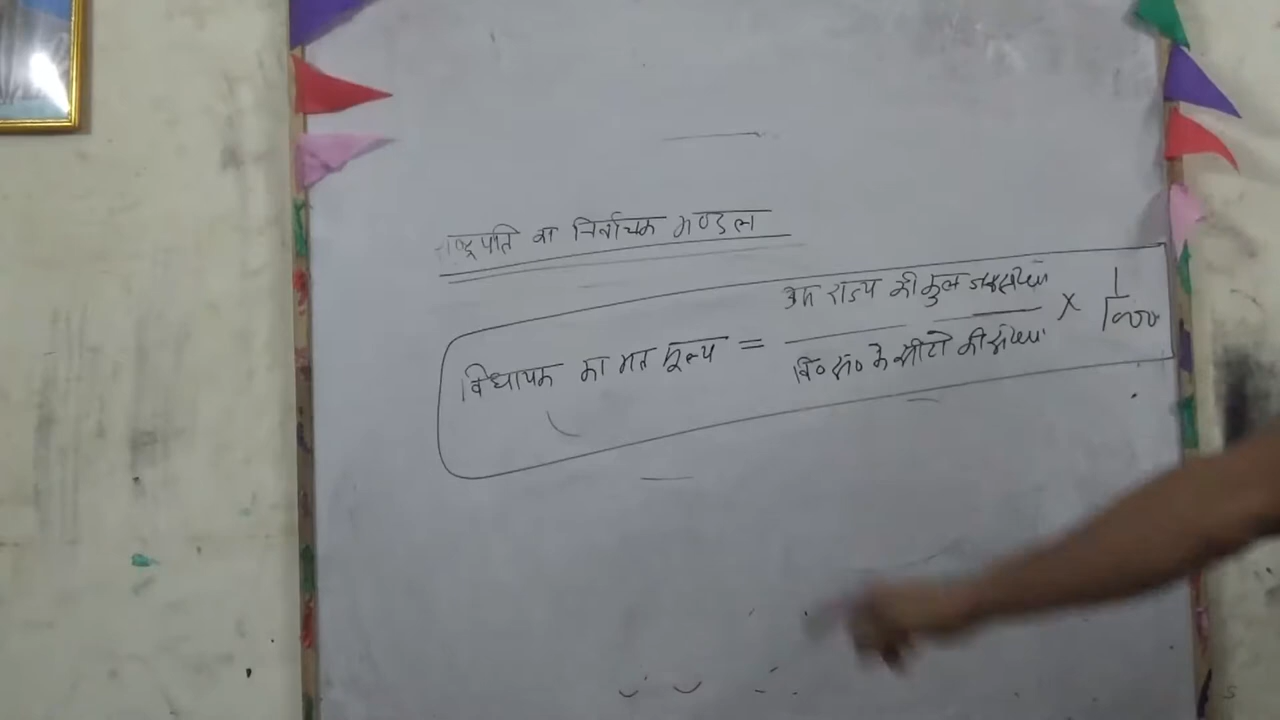 राष्ट्रपति का निर्वाचक मण्डल
विधायक का मत मूल्य = उस राज्य की कुल जनसंख्या / वि० स० के सीटो की संख्या × 1/1000